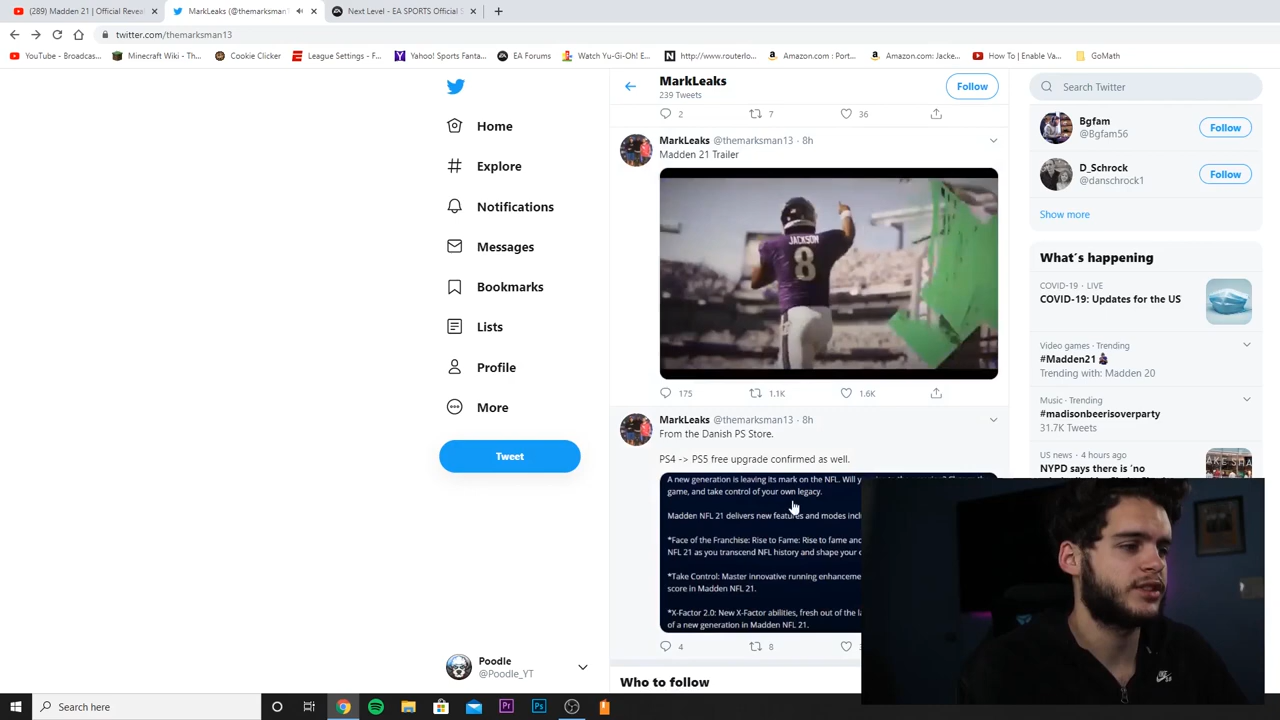 (289) Madden 21 | Official Revea
MarkLeaks (@themarksman1
Next Level - EA SPORTS Official S
twitter.com/themarksman13
YouTube - Broadcas...
Minecraft Wiki - Th...
Cookie Clicker
League Settings - F...
Yahoo! Sports Fanta...
EA Forums
Watch Yu-Gi-Oh! E...
http://www.routerlo...
Amazon.com : Port...
Amazon.com: Jacke...
How To | Enable Va...
GoMath
Home
Explore
Notifications
Messages
Bookmarks
Lists
Profile
More
Tweet
Poodle
@Poodle_YT
MarkLeaks
239 Tweets
Follow
2 7 36
MarkLeaks @themarksman13 · 8h
Madden 21 Trailer
JACKSON
8
175 1.1K 1.6K
MarkLeaks @themarksman13 · 8h
From the Danish PS Store.
PS4 -> PS5 free upgrade confirmed as well.
A new generation is leaving its mark on the NFL. Will
game, and take control of your own legacy.
Madden NFL 21 delivers new features and modes incl
*Face of the Franchise: Rise to Fame: Rise to fame and
NFL 21 as you transcend NFL history and shape your
*Take Control: Master innovative running enhanceme
score in Madden NFL 21.
*X-Factor 2.0: New X-Factor abilities, fresh out of the la
of a new generation in Madden NFL 21.
4 8
Who to follow
Search Twitter
Bgfam
@Bgfam56
Follow
D_Schrock
@danschrock1
Follow
Show more
What's happening
COVID-19 · LIVE
COVID-19: Updates for the US
Video games · Trending
#Madden21
Trending with: Madden 20
Music · Trending
#madisonbeerisoverparty
31.7K Tweets
US news · 4 hours ago
NYPD says there is 'no
Search here